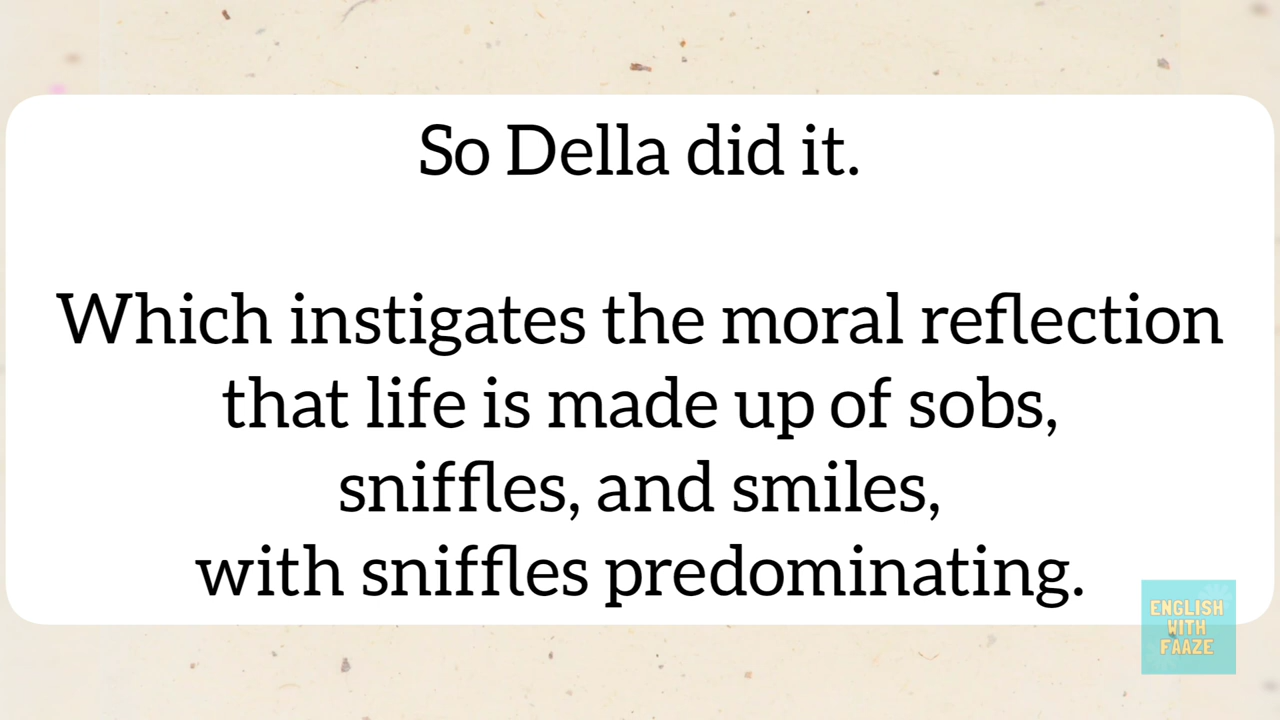 So Della did it.
Which instigates the moral reflection
that life is made up of sobs,
sniffles, and smiles,
with sniffles predominating.
ENGLISH
WITH
FAAZE